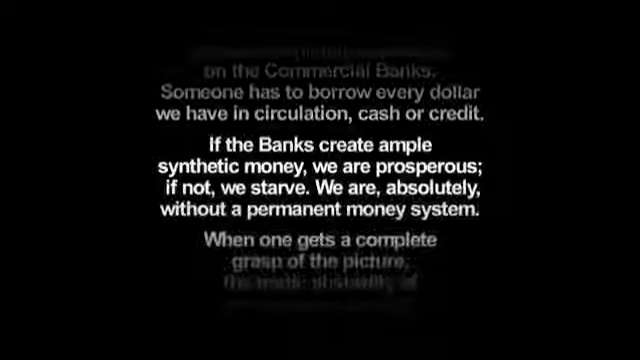 on the Commercial Banks.
Someone has to borrow every dollar
we have in circulation, cash or credit.
If the Banks create ample
synthetic money, we are prosperous;
if not, we starve. We are, absolutely,
without a permanent money system.
When one gets a complete
grasp of the picture,
the
of